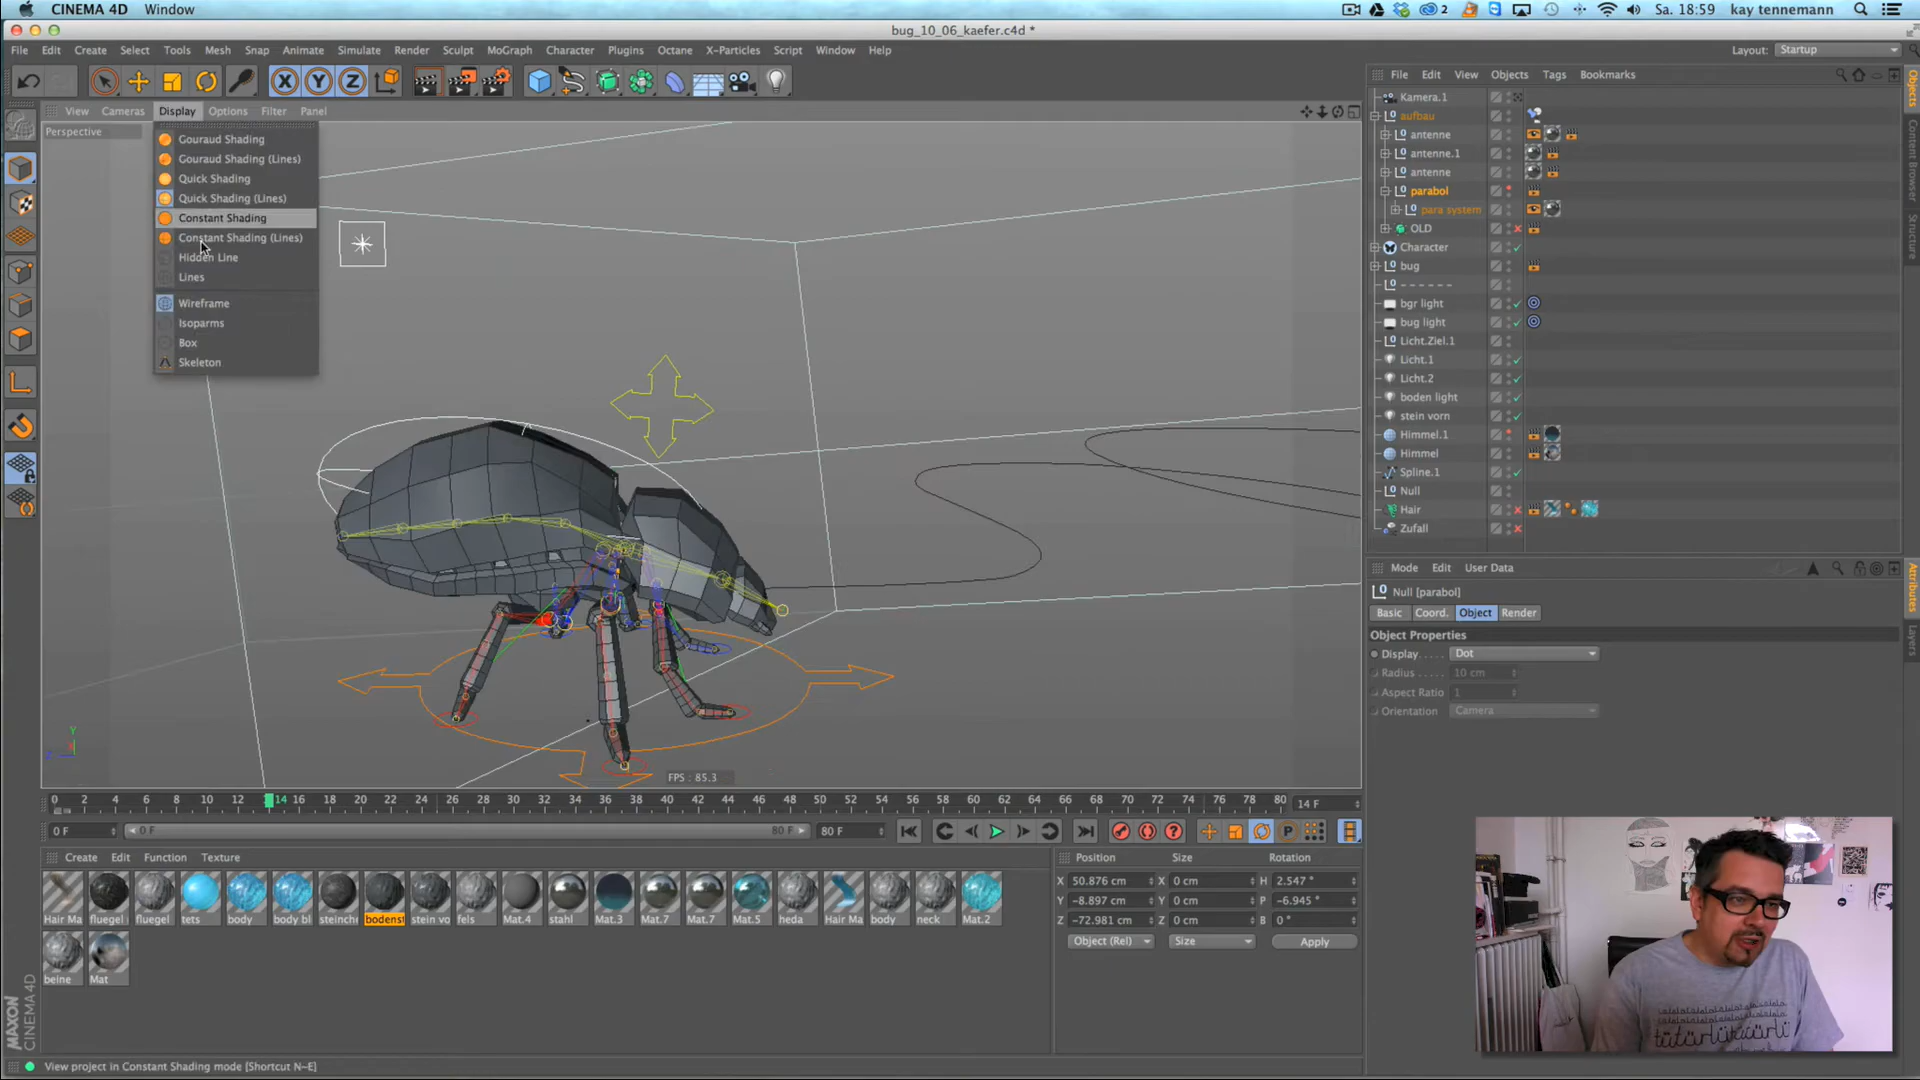 CINEMA 4D Window
2 Sa. 18:59 kay tennemann
bug_10_06_kaefer.c4d *
File Edit Create Select Tools Mesh Snap Animate Simulate Render Sculpt MoGraph Character Plugins Octane X-Particles Script Window Help
Layout: Startup
X Y Z
File Edit View Objects Tags Bookmarks
View Cameras Display Options Filter Panel
Perspective
Gouraud Shading
Gouraud Shading (Lines)
Quick Shading
Quick Shading (Lines)
Constant Shading
Constant Shading (Lines)
Hidden Line
Lines
Wireframe
Isoparms
Box
Skeleton
Kamera.1
aufbau
antenne
antenne.1
antenne
parabol
para system
OLD
Character
bug
- - - - - - -
bgr light
bug light
Licht.Ziel.1
Licht.1
Licht.2
boden light
stein vorn
Himmel.1
Himmel
Spline.1
Null
Hair
Zufall
Objects
Content Browser
Structure
Attributes
Layers
Mode Edit User Data
Null [parabol]
Basic Coord. Object Render
Object Properties
Display..... Dot
Radius..... 10 cm
Aspect Ratio 1
Orientation Camera
Y
Z
FPS : 85.3
0 2 4 6 8 10 12 14 16 18 20 22 24 26 28 30 32 34 36 38 40 42 44 46 48 50 52 54 56 58 60 62 64 66 68 70 72 74 76 78 80 14 F
0 F 0 F 80 F 80 F
P
Create Edit Function Texture
Hair Ma fluegel fluegel tets body body bl steinche bodenst stein vo fels Mat.4 stahl Mat.3 Mat.7 Mat.7 Mat.5 heda Hair Ma body neck Mat.2
beine Mat
Position Size Rotation
X 50.876 cm X 0 cm H 2.547 °
Y -8.897 cm Y 0 cm P -6.945 °
Z -72.981 cm Z 0 cm B 0 °
Object (Rel) Size Apply
MAXON
CINEMA 4D
View project in Constant Shading mode [Shortcut N~E]